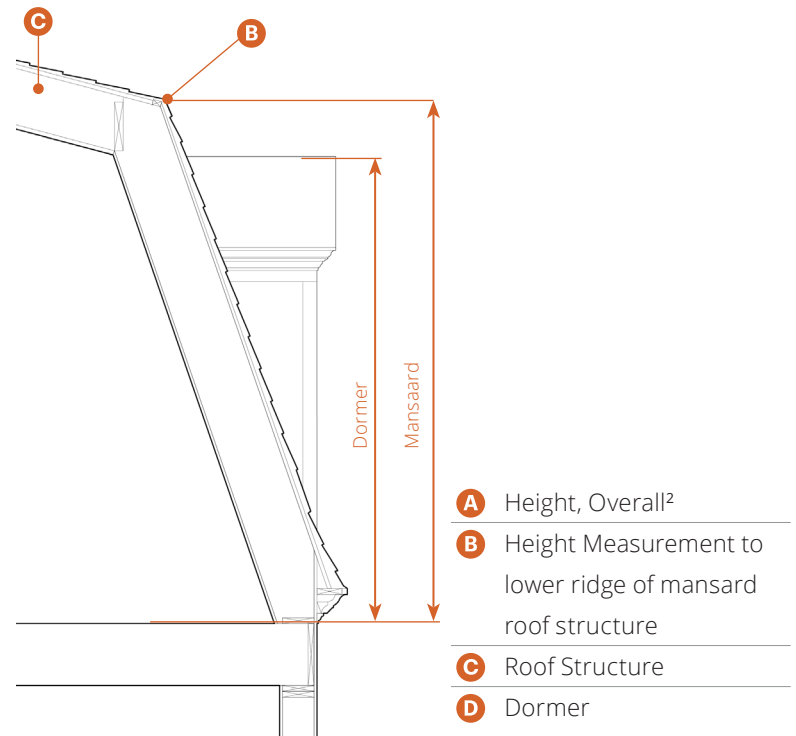 C
B
Dormer
Mansaard
A Height, Overall²
B Height Measurement to
lower ridge of mansard
roof structure
C Roof Structure
D Dormer